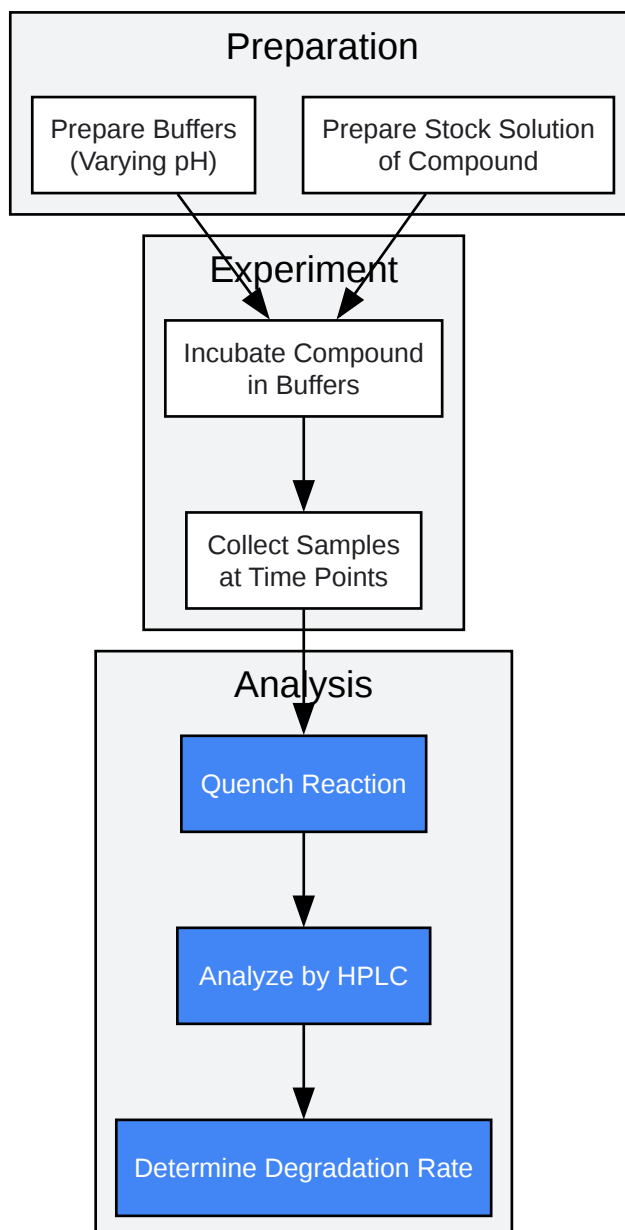 Preparation
Prepare Buffers
(Varying pH)
Prepare Stock Solution
of Compound
Experiment
Incubate Compound
in Buffers
Collect Samples
at Time Points
Analysis
Quench Reaction
Analyze by HPLC
Determine Degradation Rate